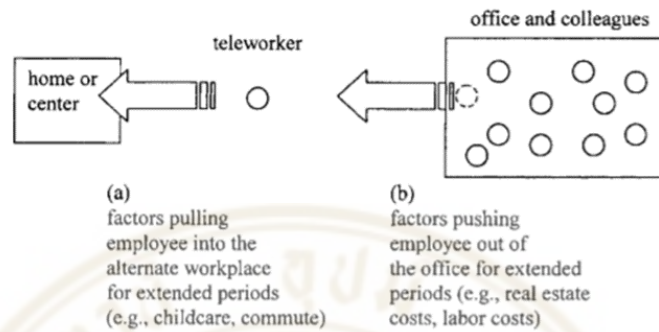 office and colleagues
teleworker
home or
center
(a)
factors pulling
employee into the
alternate workplace
for extended periods
(e.g., childcare, commute)
(b)
factors pushing
employee out of
the office for extended
periods (e.g., real estate
costs, labor costs)